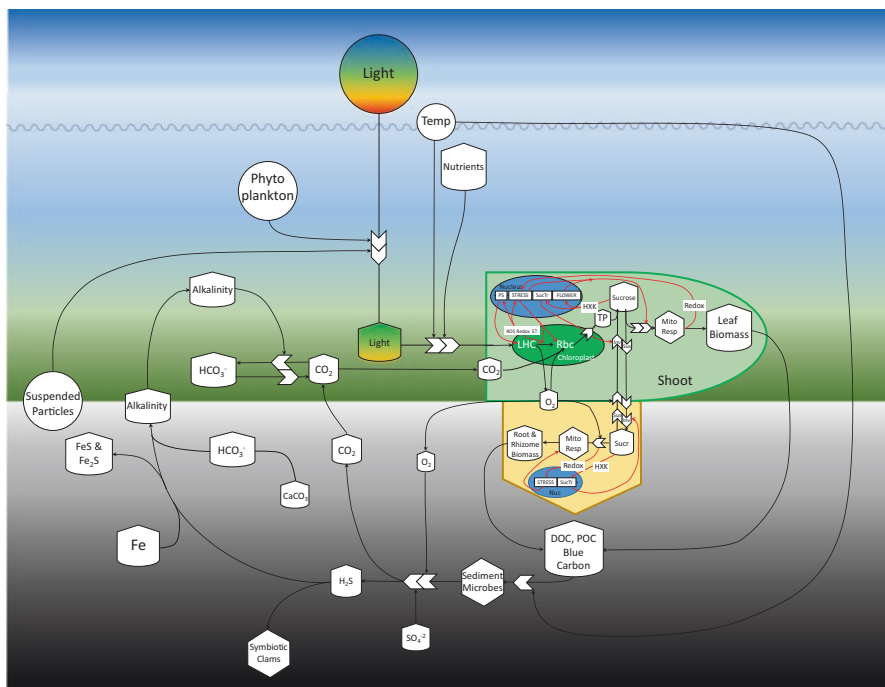 Light
Temp
Nutrients
Phyto
plankton
Alkalinity
Light
HCO₃⁻
CO₂
Suspended
Particles
Alkalinity
FeS &
Fe₂S
HCO₃⁻
CaCO₃
Fe
CO₂
O₂
H₂S
Symbiotic
Clams
SO₄⁻²
Sediment
Microbes
DOC, POC
Blue
Carbon
Nucleus
PS
STRESS
SucTr
FLOWER
HXK
Sucrose
Redox
TP
Mito
Resp
Leaf
Biomass
ROS Redox ET
LHC
Rbc
Chloroplast
CO₂
Shoot
O₂
Root &
Rhizome
Biomass
Mito
Resp
Sucr
Redox
HXK
STRESS
SucTr
Nuc